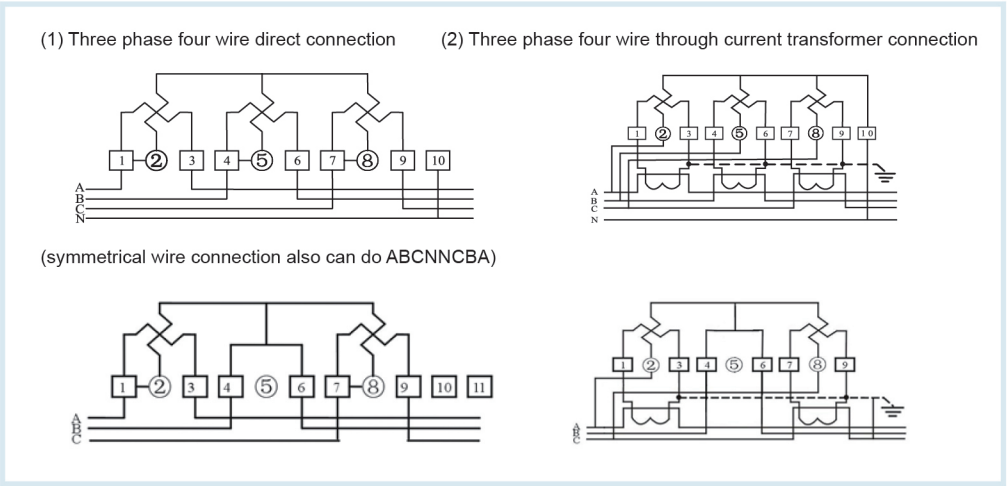 (1) Three phase four wire direct connection
(2) Three phase four wire through current transformer connection
1 2 3 4 5 6 7 8 9 10
A
B
C
N
1 2 3 4 5 6 7 8 9 10
A
B
C
N
(symmetrical wire connection also can do ABCNNCBA)
1 2 3 4 5 6 7 8 9 10 11
A
B
C
1 2 3 4 5 6 7 8 9
A
B
C